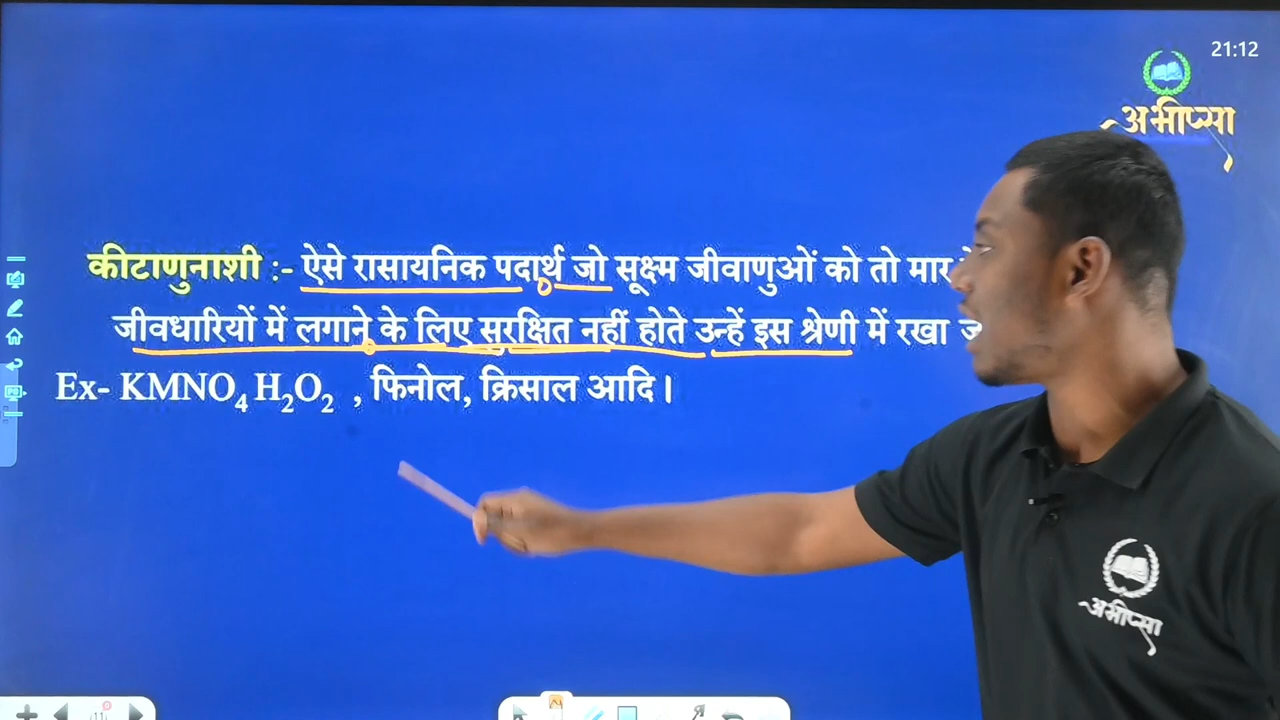 21:12
अभीप्सा
कीटाणुनाशी :- ऐसे रासायनिक पदार्थ जो सूक्ष्म जीवाणुओं को तो मार
जीवधारियों में लगाने के लिए सुरक्षित नहीं होते उन्हें इस श्रेणी में रखा
Ex- KMNO₄ H₂O₂ , फिनोल, क्रिसाल आदि।
अभीप्सा